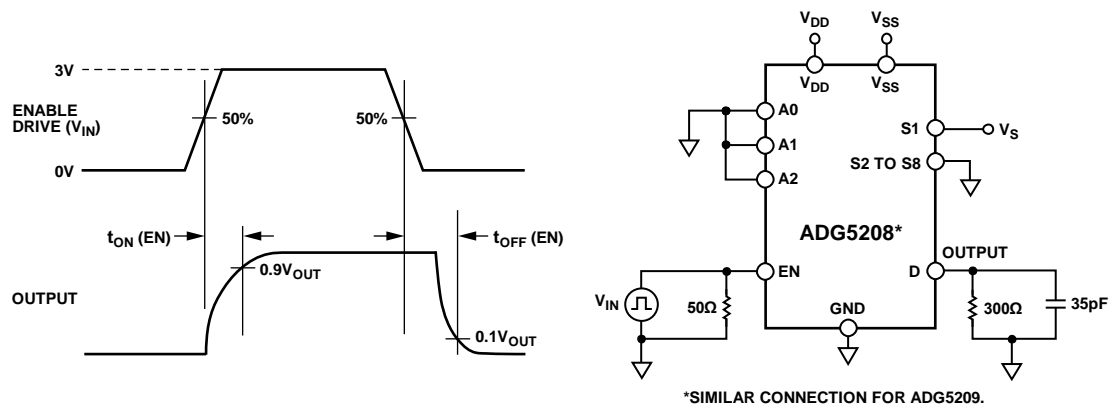 3V
ENABLE
DRIVE (VIN)
50%
50%
0V
tON (EN)
tOFF (EN)
0.9VOUT
OUTPUT
0.1VOUT
VDD
VSS
VDD
VSS
A0
A1
A2
S1
VS
S2 TO S8
ADG5208*
OUTPUT
EN
D
VIN
50Ω
GND
300Ω
35pF
*SIMILAR CONNECTION FOR ADG5209.